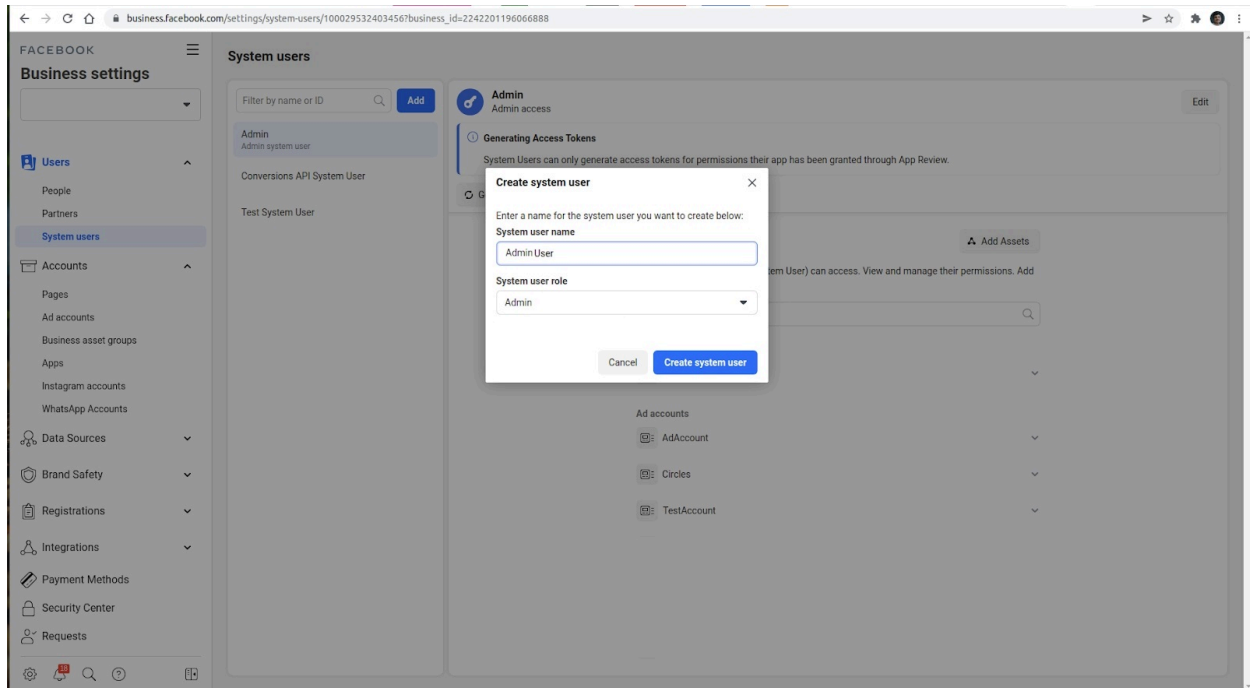 business.facebook.com/settings/system-users/100029532403456?business_id=2242201196066888
FACEBOOK
Business settings
Users
People
Partners
System users
Accounts
Pages
Ad accounts
Business asset groups
Apps
Instagram accounts
WhatsApp Accounts
Data Sources
Brand Safety
Registrations
Integrations
Payment Methods
Security Center
Requests
System users
Filter by name or ID
Add
Admin
Admin system user
Conversions API System User
Test System User
Admin
Admin access
Edit
Generating Access Tokens
System Users can only generate access tokens for permissions their app has been granted through App Review.
G
Add Assets
tem User) can access. View and manage their permissions. Add
Create system user
Enter a name for the system user you want to create below:
System user name
Admin User
System user role
Admin
Cancel
Create system user
Ad accounts
AdAccount
Circles
TestAccount